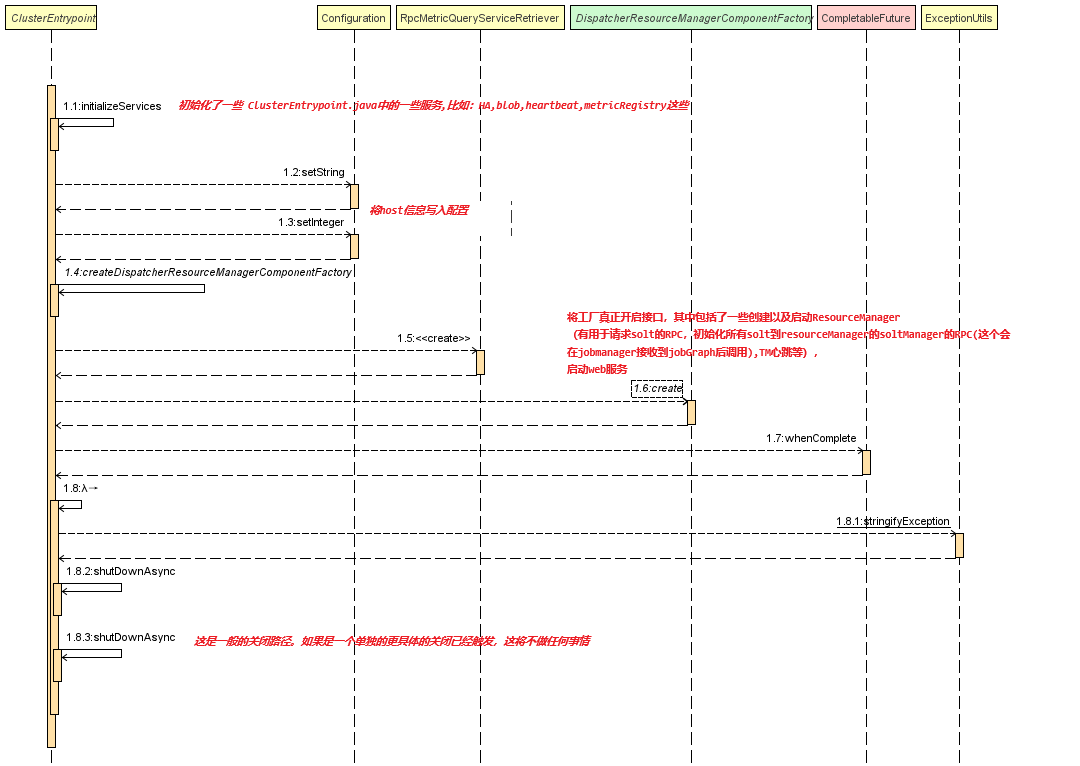 ClusterEntrypoint
Configuration
RpcMetricQueryServiceRetriever
DispatcherResourceManagerComponentFactory
CompletableFuture
ExceptionUtils
1.1:initializeServices
初始化了一些 ClusterEntrypoint.java中的一些服务,比如：HA,blob,heartbeat,metricRegistry这些
1.2:setString
将host信息写入配置
1.3:setInteger
1.4:createDispatcherResourceManagerComponentFactory
将工厂真正开启接口，其中包括了一些创建以及启动ResourceManager
（有用于请求solt的RPC，初始化所有solt到resourceManager的soltManager的RPC(这个会
在jobmanager接收到jobGraph后调用),TM心跳等）,
启动web服务
1.5:<<create>>
1.6:create
1.7:whenComplete
1.8:λ→
1.8.1:stringifyException
1.8.2:shutDownAsync
1.8.3:shutDownAsync
这是一般的关闭路径。如果是一个单独的更具体的关闭已经触发，这将不做任何事情